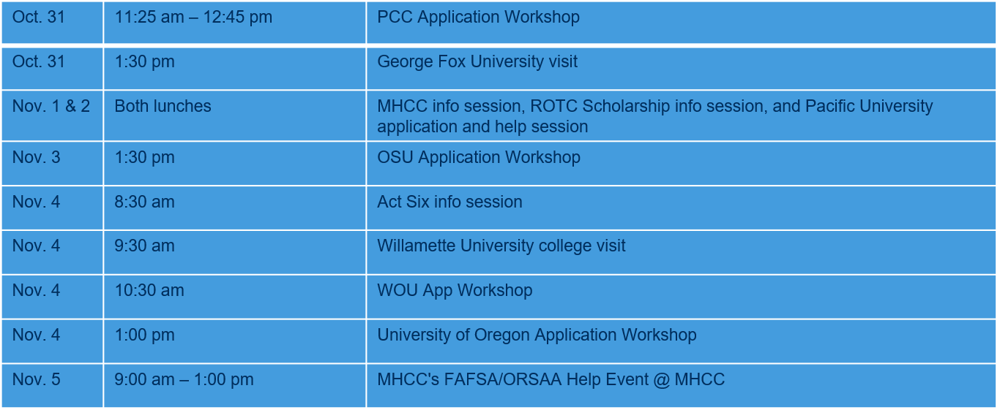 Oct. 31 11:25 am – 12:45 pm PCC Application Workshop
Oct. 31 1:30 pm George Fox University visit
Nov. 1 & 2 Both lunches MHCC info session, ROTC Scholarship info session, and Pacific University
application and help session
Nov. 3 1:30 pm OSU Application Workshop
Nov. 4 8:30 am Act Six info session
Nov. 4 9:30 am Willamette University college visit
Nov. 4 10:30 am WOU App Workshop
Nov. 4 1:00 pm University of Oregon Application Workshop
Nov. 5 9:00 am – 1:00 pm MHCC's FAFSA/ORSAA Help Event @ MHCC